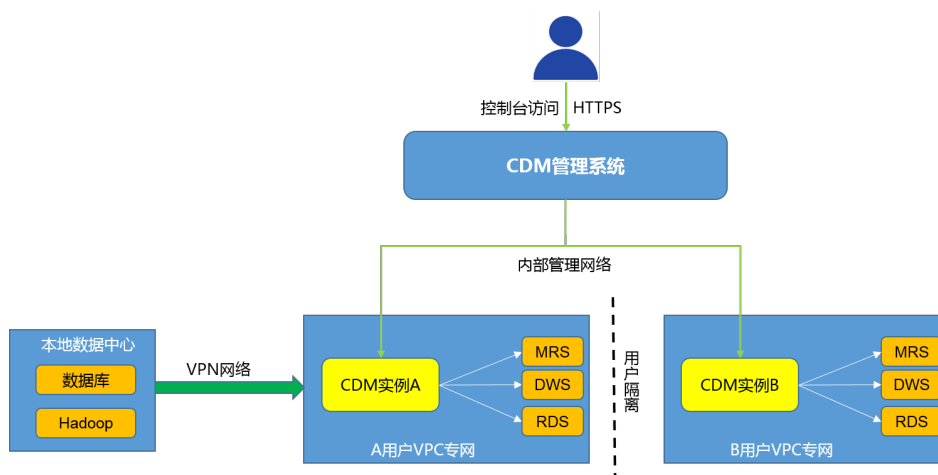 控制台访问 HTTPS
CDM管理系统
内部管理网络
本地数据中心
数据库
Hadoop
VPN网络
CDM实例A
MRS
DWS
RDS
A用户VPC专网
用户隔离
CDM实例B
MRS
DWS
RDS
B用户VPC专网